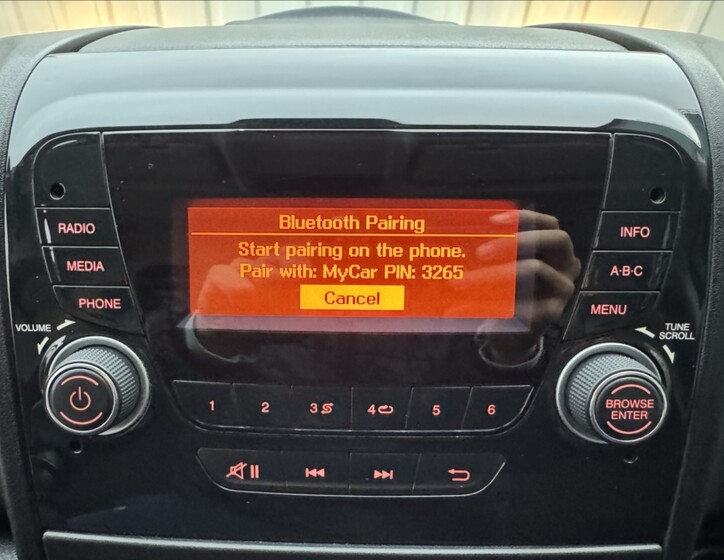 Bluetooth Pairing
Start pairing on the phone.
Pair with: MyCar PIN: 3265
Cancel
RADIO
MEDIA
PHONE
VOLUME
INFO
A·B·C
MENU
TUNE
SCROLL
BROWSE
ENTER
1 2 3 4 5 6